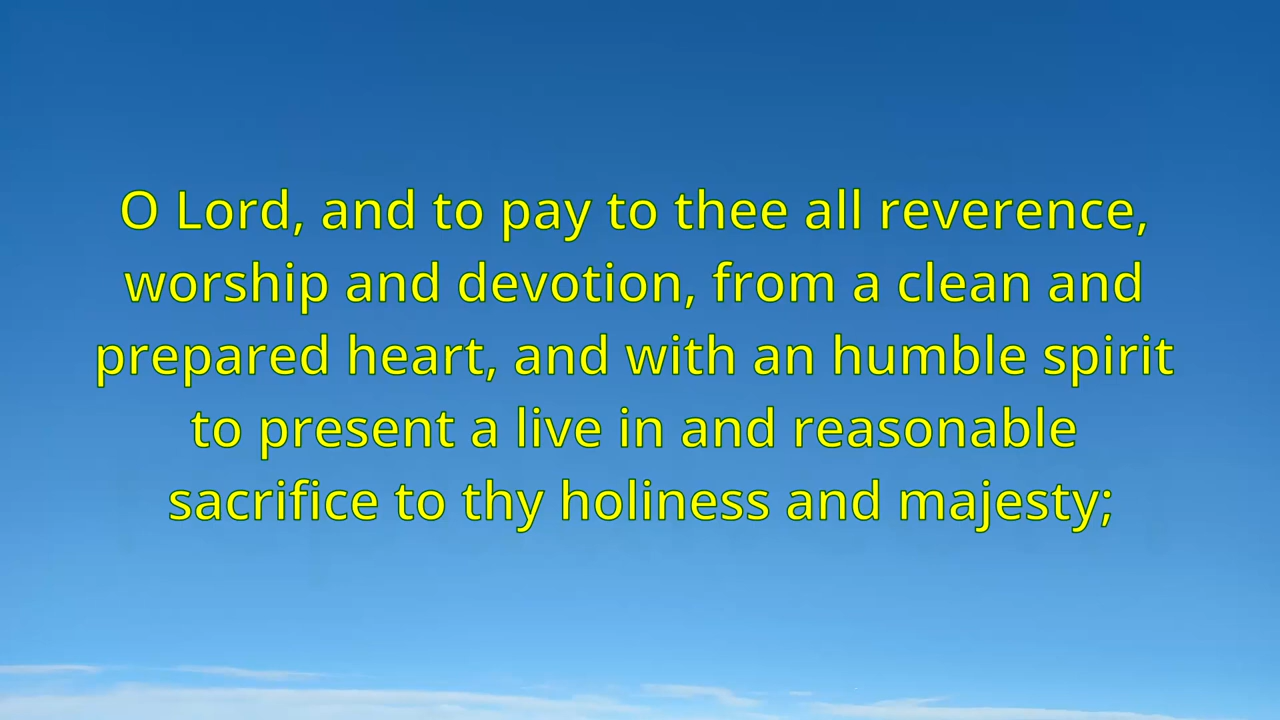 O Lord, and to pay to thee all reverence,
worship and devotion, from a clean and
prepared heart, and with an humble spirit
to present a live in and reasonable
sacrifice to thy holiness and majesty;